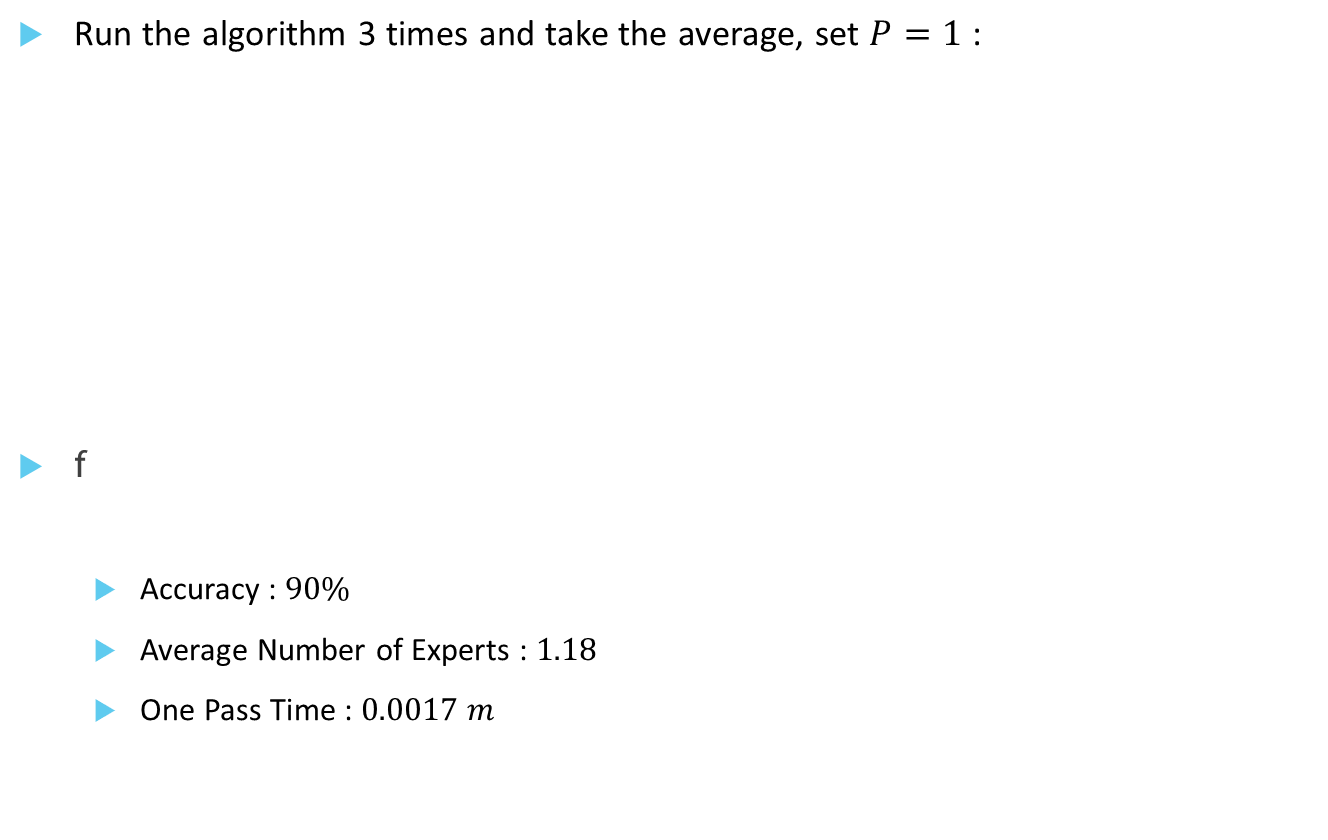 Run the algorithm 3 times and take the average, set P = 1 :
f
Accuracy : 90%
Average Number of Experts : 1.18
One Pass Time : 0.0017 m